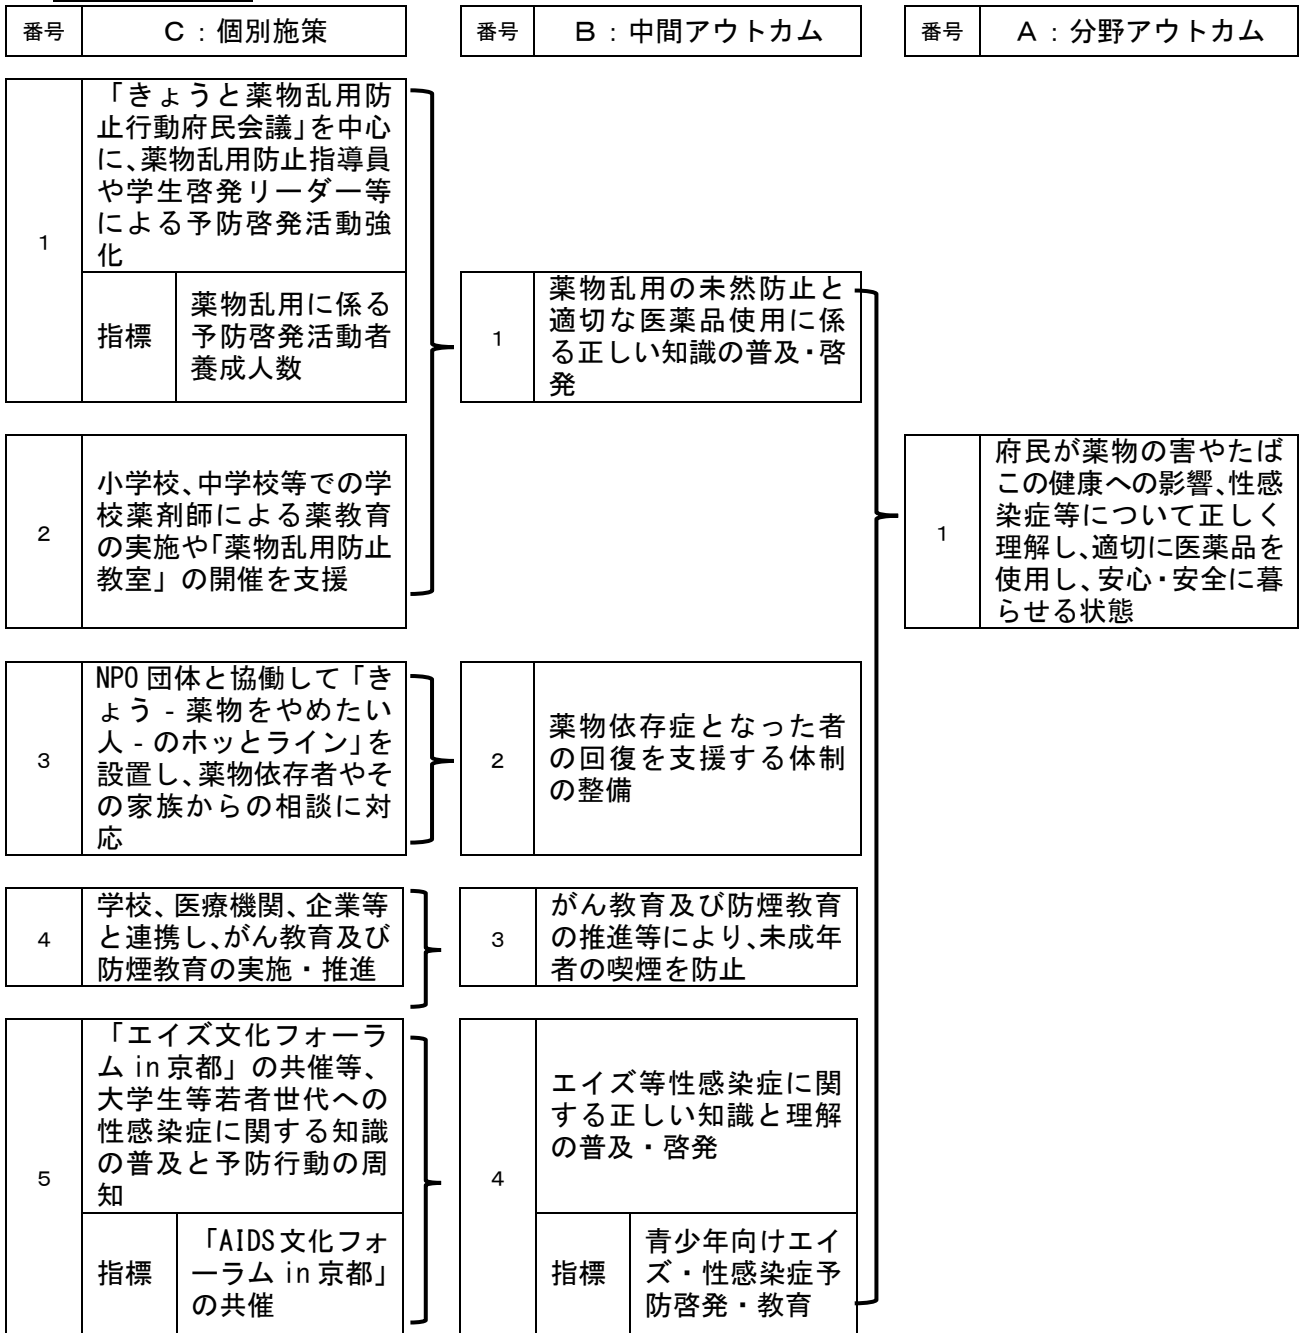 番号
C：個別施策
番号
B：中間アウトカム
番号
A：分野アウトカム
1
「きょうと薬物乱用防
止行動府民会議」を中心
に、薬物乱用防止指導員
や学生啓発リーダー等
による予防啓発活動強
化
指標
薬物乱用に係る
予防啓発活動者
養成人数
1
薬物乱用の未然防止と
適切な医薬品使用に係
る正しい知識の普及・啓
発
2
小学校、中学校等での学
校薬剤師による薬教育
の実施や「薬物乱用防止
教室」の開催を支援
1
府民が薬物の害やたば
この健康への影響、性感
染症等について正しく
理解し、適切に医薬品を
使用し、安心・安全に暮
らせる状態
3
NPO団体と協働して「き
ょう-薬物をやめたい
人-のホッとライン」を
設置し、薬物依存者やそ
の家族からの相談に対
応
2
薬物依存症となった者
の回復を支援する体制
の整備
4
学校、医療機関、企業等
と連携し、がん教育及び
防煙教育の実施・推進
3
がん教育及び防煙教育
の推進等により、未成年
者の喫煙を防止
5
「エイズ文化フォーラ
ムin京都」の共催等、
大学生等若者世代への
性感染症に関する知識
の普及と予防行動の周
知
指標
「AIDS文化フォ
ーラムin京都」
の共催
4
エイズ等性感染症に関
する正しい知識と理解
の普及・啓発
指標
青少年向けエイ
ズ・性感染症予
防啓発・教育